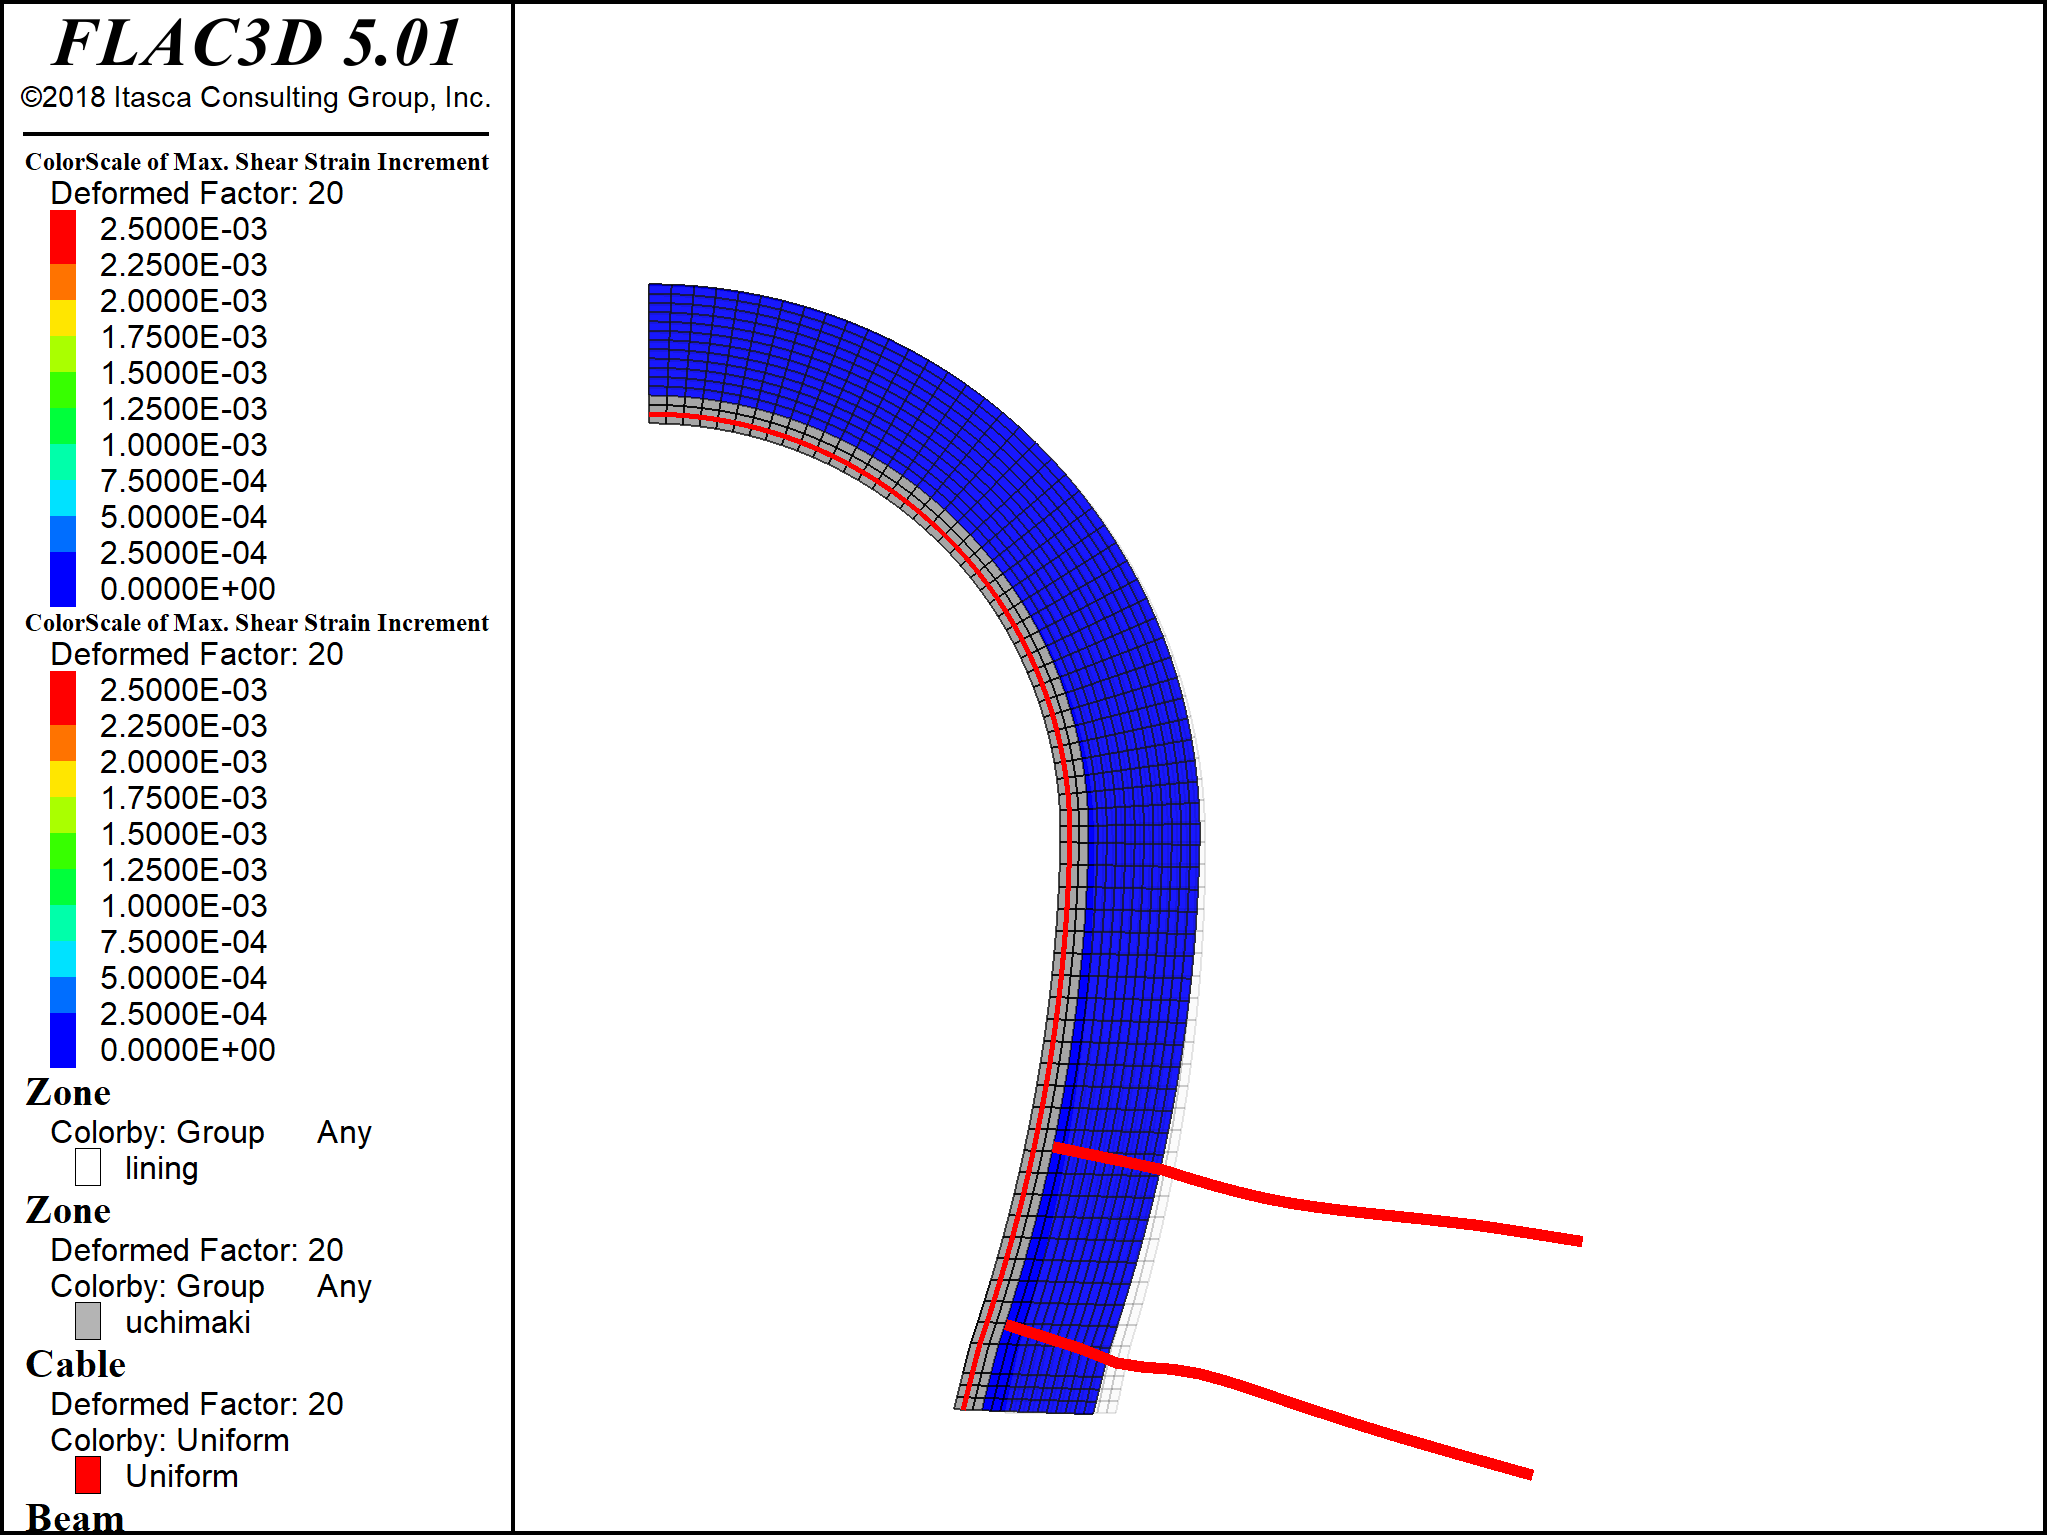 FLAC3D 5.01
©2018 Itasca Consulting Group, Inc.
ColorScale of Max. Shear Strain Increment
Deformed Factor: 20
2.5000E-03
2.2500E-03
2.0000E-03
1.7500E-03
1.5000E-03
1.2500E-03
1.0000E-03
7.5000E-04
5.0000E-04
2.5000E-04
0.0000E+00
ColorScale of Max. Shear Strain Increment
Deformed Factor: 20
2.5000E-03
2.2500E-03
2.0000E-03
1.7500E-03
1.5000E-03
1.2500E-03
1.0000E-03
7.5000E-04
5.0000E-04
2.5000E-04
0.0000E+00
Zone
Colorby: Group Any
lining
Zone
Deformed Factor: 20
Colorby: Group Any
uchimaki
Cable
Deformed Factor: 20
Colorby: Uniform
Uniform
Beam